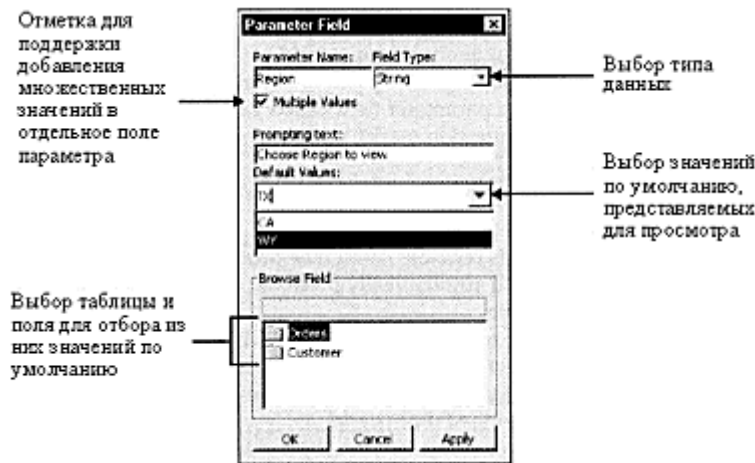 Отметка для
поддержки
добавления
множественных
значений в
отдельное поле
параметра
Parameter Field
Parameter Name:
Field Type:
Region
String
Multiple Values
Prompting text:
Choose Region to view
Default Values:
TX
CA
WY
Browse Field
Orders
Customer
OK
Cancel
Apply
Выбор типа
данных
Выбор значений
по умолчанию,
представляемых
для просмотра
Выбор таблицы и
поля для отбора из
них значений по
умолчанию